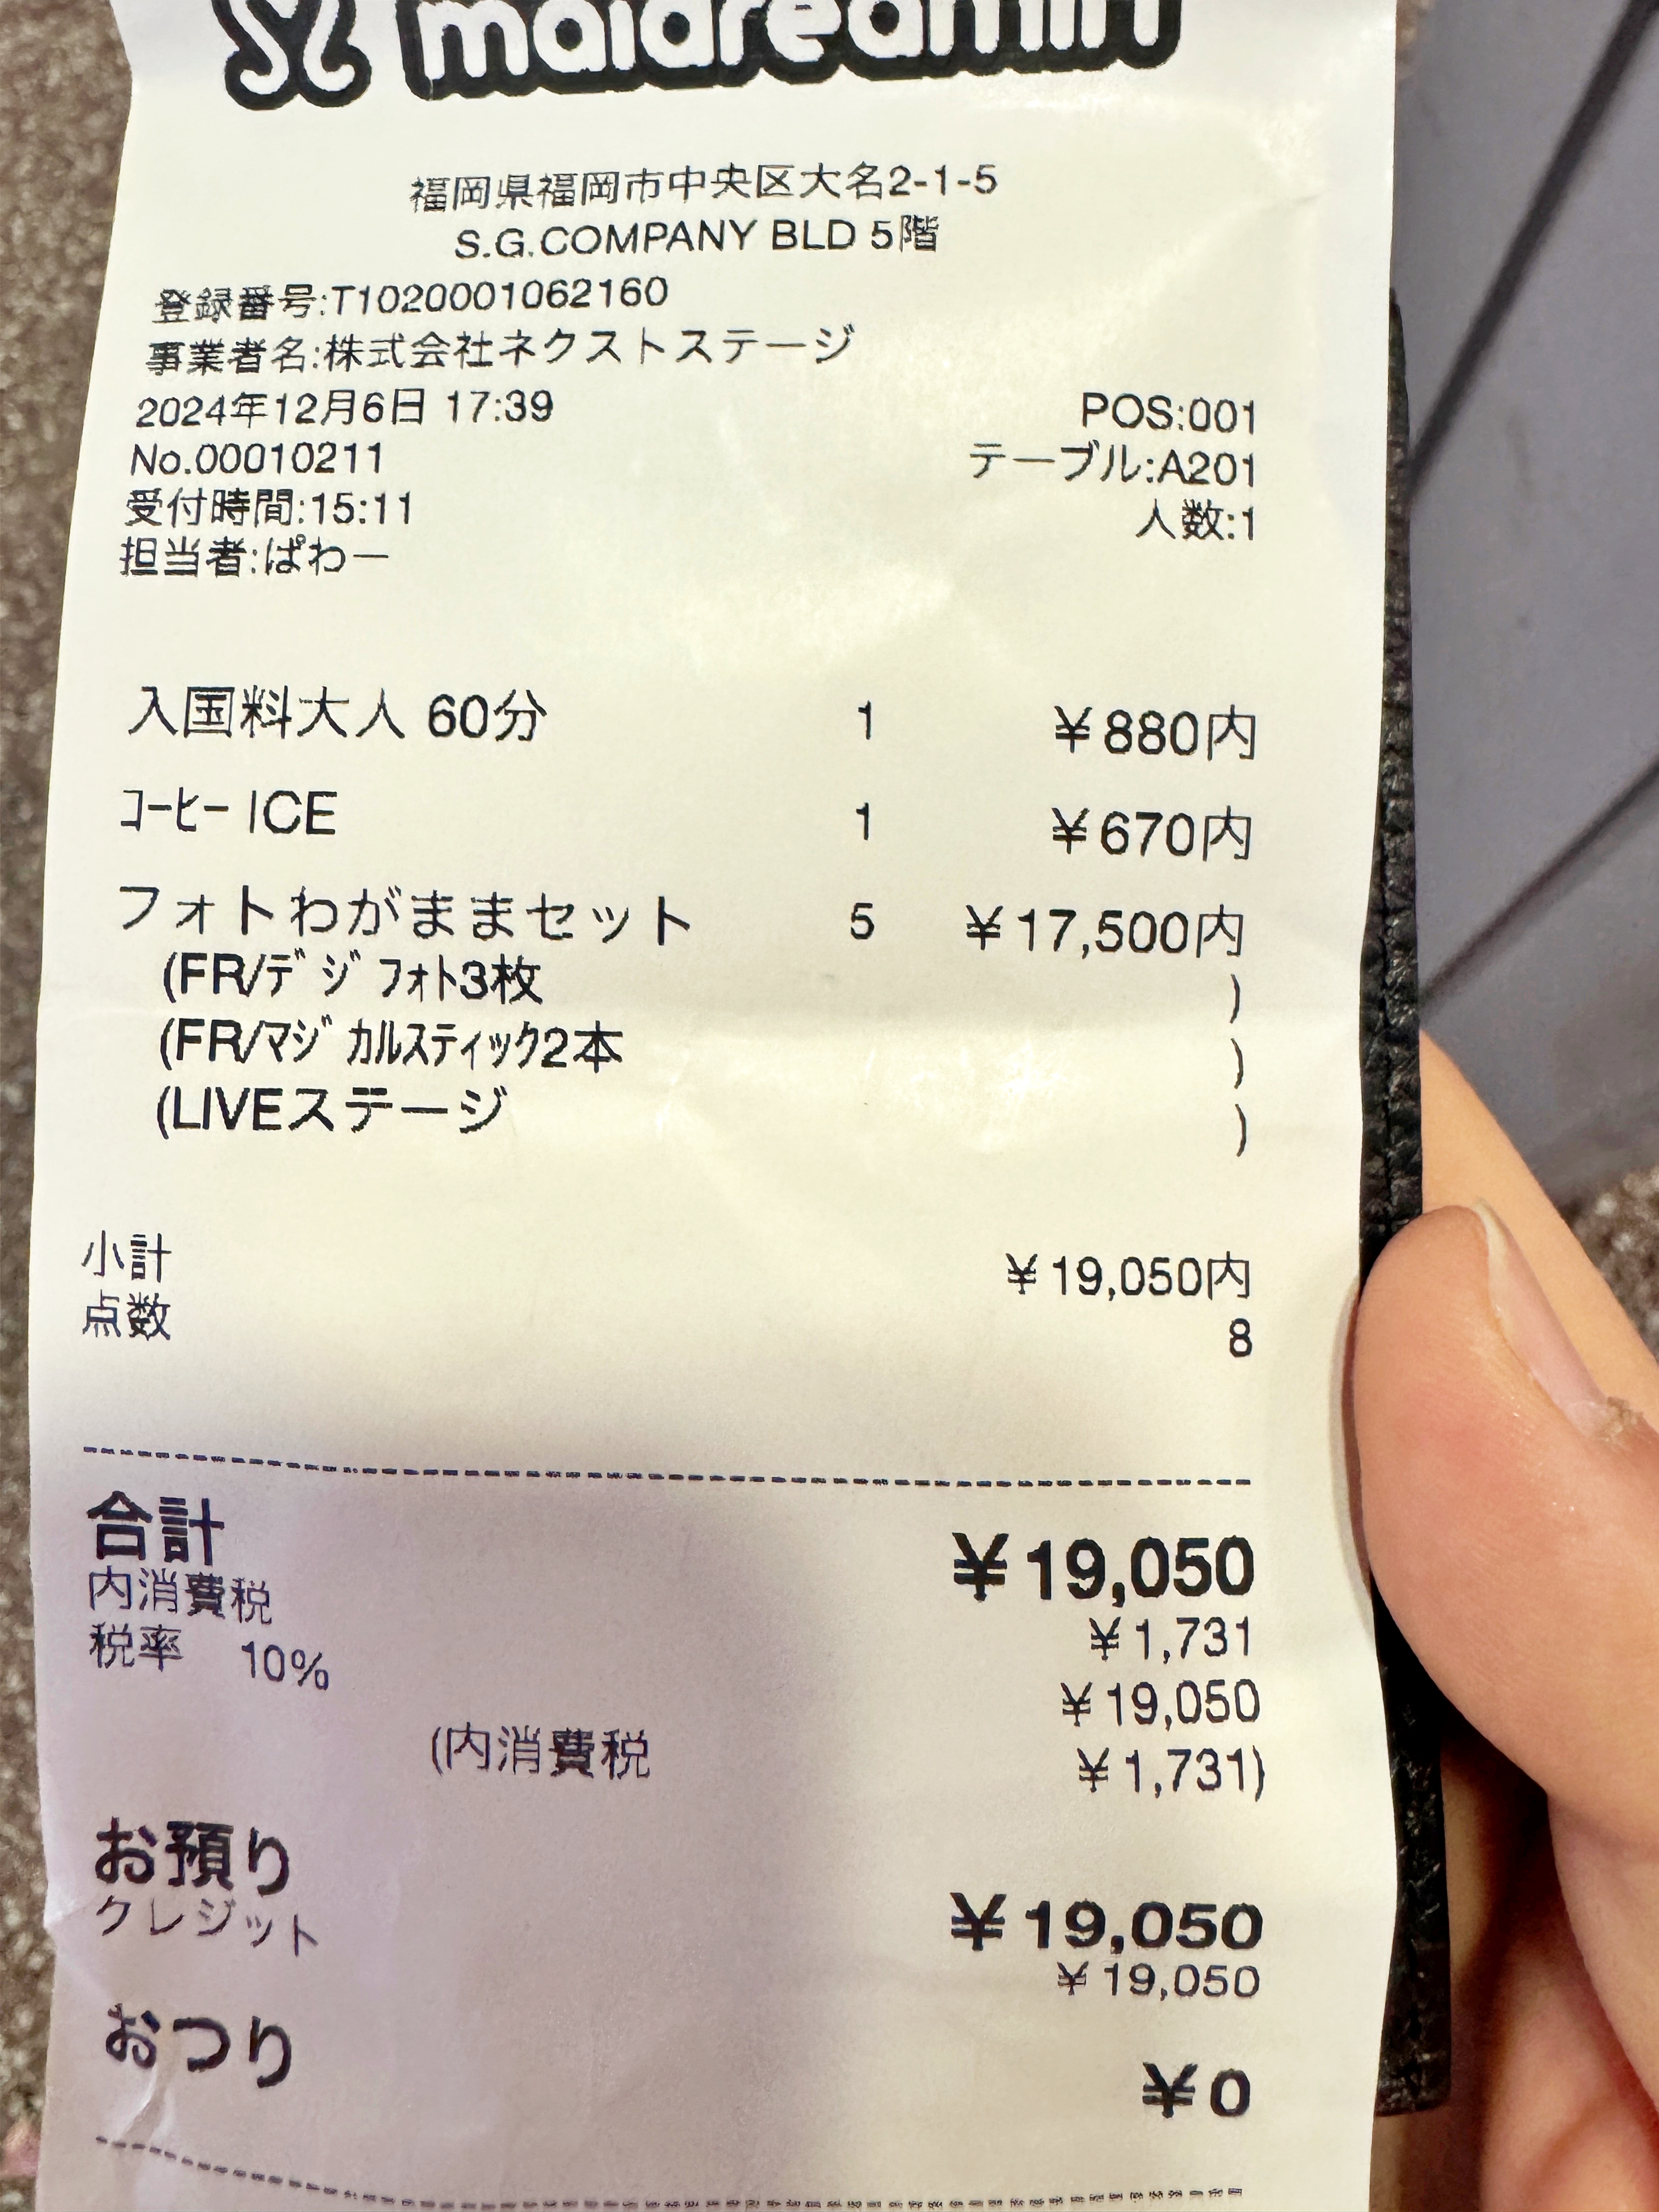 maidreamin
福岡県福岡市中央区大名2-1-5
S.G.COMPANY BLD 5階
登録番号:T1020001062160
事業者名:株式会社ネクストステージ
2024年12月6日 17:39 POS:001
No.00010211 テーブル:A201
受付時間:15:11 人数:1
担当者:ぱわー
入国料大人 60分 1 ¥880内
ｺｰﾋｰ ICE 1 ¥670内
フォトわがままセット 5 ¥17,500内
(FR/ﾃﾞｼﾞﾌｫﾄ3枚 )
(FR/ﾏｼﾞｶﾙｽﾃｨｯｸ2本 )
(LIVEステージ )
小計 ¥19,050内
点数 8
合計 ¥19,050
内消費税 ¥1,731
税率 10% ¥19,050
(内消費税 ¥1,731)
お預り ¥19,050
クレジット ¥19,050
おつり ¥0